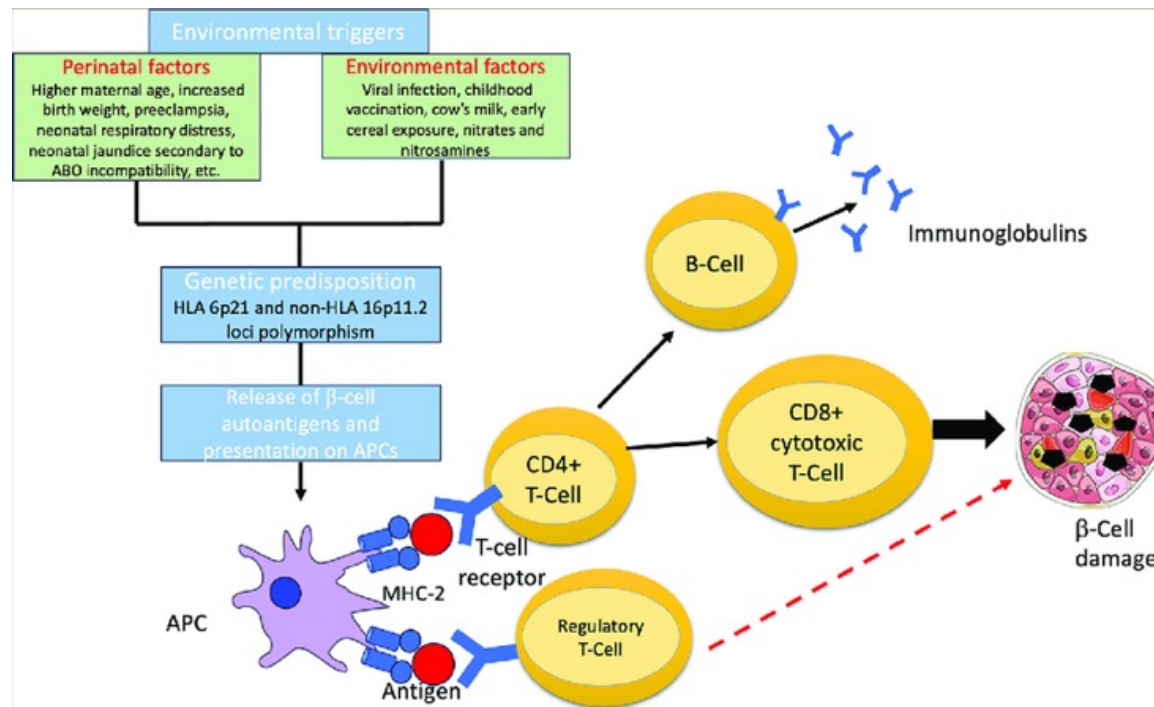 Environmental triggers
Perinatal factors
Higher maternal age, increased
birth weight, preeclampsia,
neonatal respiratory distress,
neonatal jaundice secondary to
ABO incompatibility, etc.
Environmental factors
Viral infection, childhood
vaccination, cow's milk, early
cereal exposure, nitrates and
nitrosamines
Genetic predisposition
HLA 6p21 and non-HLA 16p11.2
loci polymorphism
Release of β-cell
autoantigens and
presentation on APCs
B-Cell
Immunoglobulins
CD4+
T-Cell
CD8+
cytotoxic
T-Cell
β-Cell
damage
T-cell
receptor
MHC-2
APC
Antigen
Regulatory
T-Cell